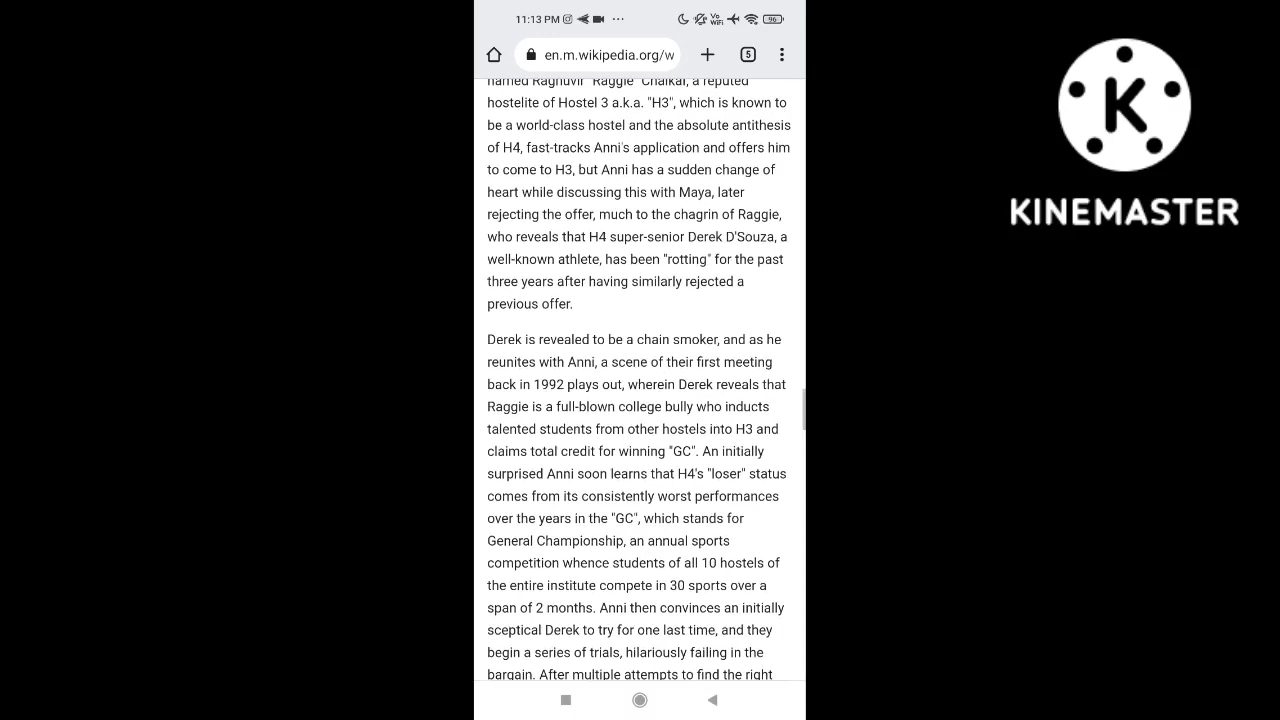 11:13 PM
Vo
WiFi
96
en.m.wikipedia.org/w
5
named Raghuvir "Raggie" Chalkar, a reputed
hostelite of Hostel 3 a.k.a. "H3", which is known to
be a world-class hostel and the absolute antithesis
of H4, fast-tracks Anni's application and offers him
to come to H3, but Anni has a sudden change of
heart while discussing this with Maya, later
rejecting the offer, much to the chagrin of Raggie,
who reveals that H4 super-senior Derek D'Souza, a
well-known athlete, has been "rotting" for the past
three years after having similarly rejected a
previous offer.
Derek is revealed to be a chain smoker, and as he
reunites with Anni, a scene of their first meeting
back in 1992 plays out, wherein Derek reveals that
Raggie is a full-blown college bully who inducts
talented students from other hostels into H3 and
claims total credit for winning "GC". An initially
surprised Anni soon learns that H4's "loser" status
comes from its consistently worst performances
over the years in the "GC", which stands for
General Championship, an annual sports
competition whence students of all 10 hostels of
the entire institute compete in 30 sports over a
span of 2 months. Anni then convinces an initially
sceptical Derek to try for one last time, and they
begin a series of trials, hilariously failing in the
bargain. After multiple attempts to find the right
K
KINEMASTER